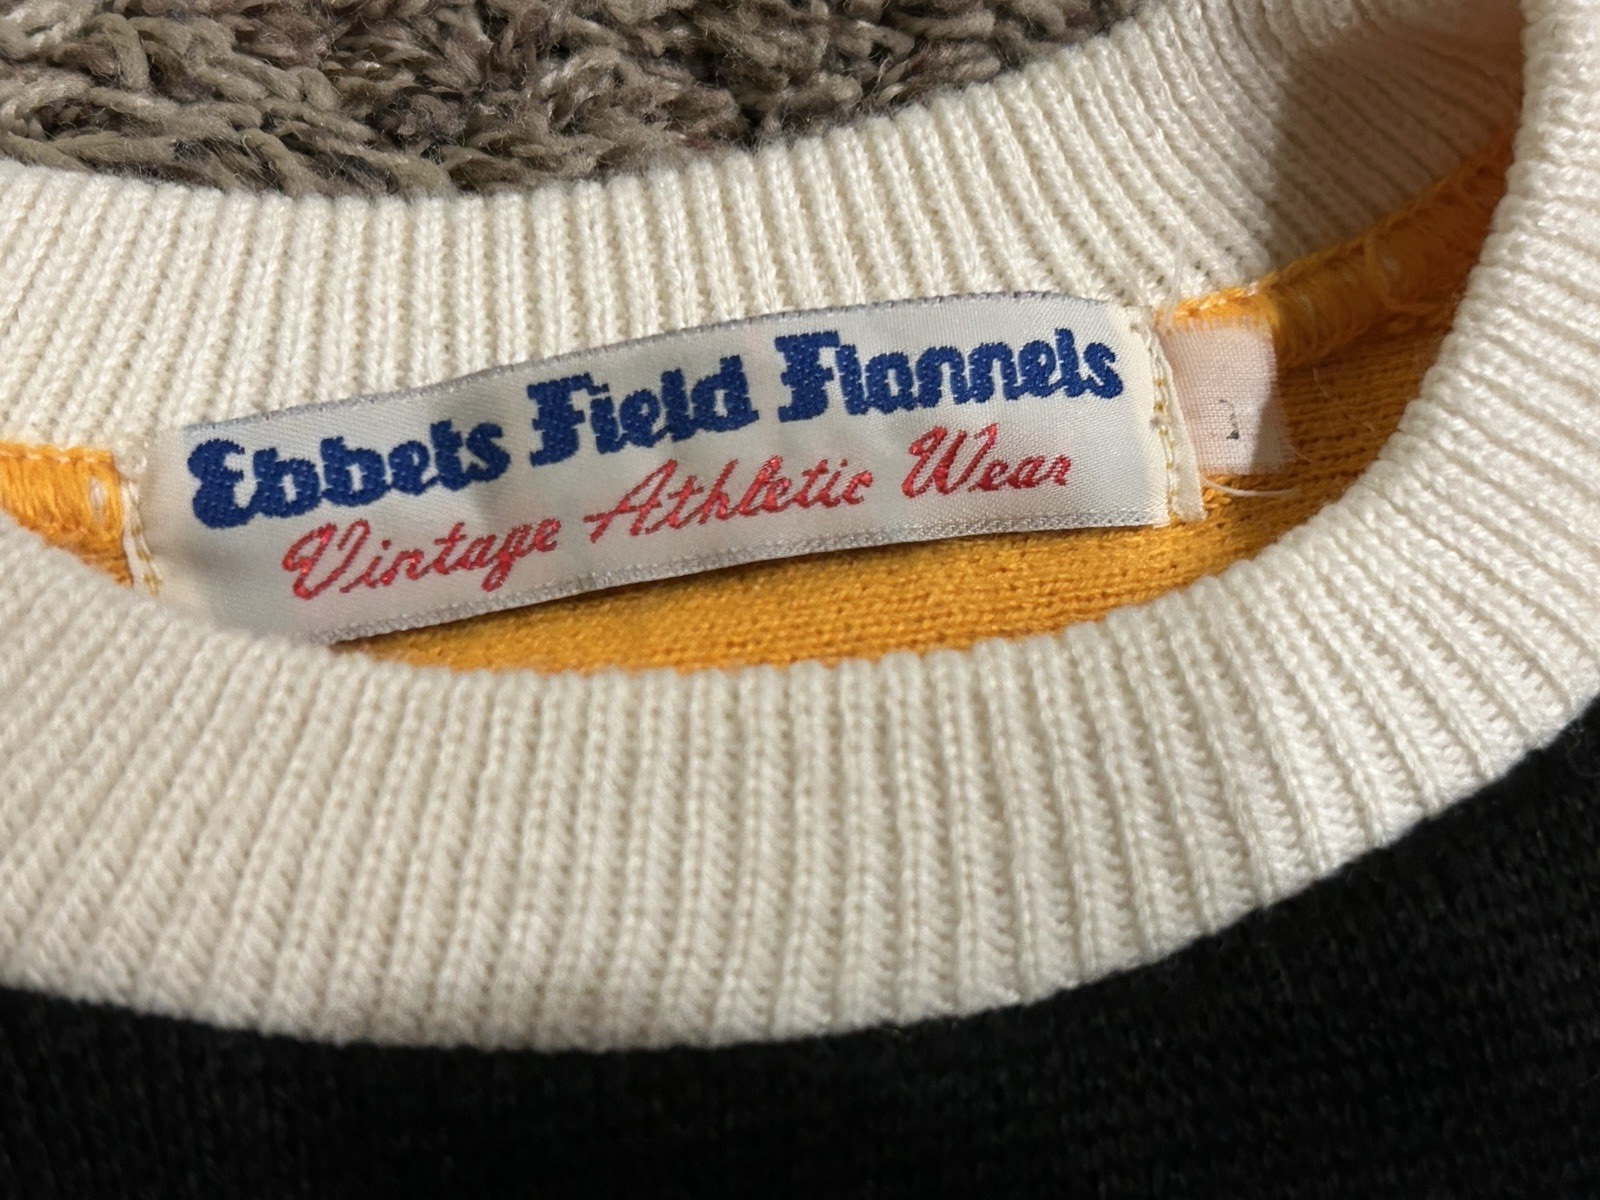 Ebbets Field Flannels
Vintage Athletic Wear